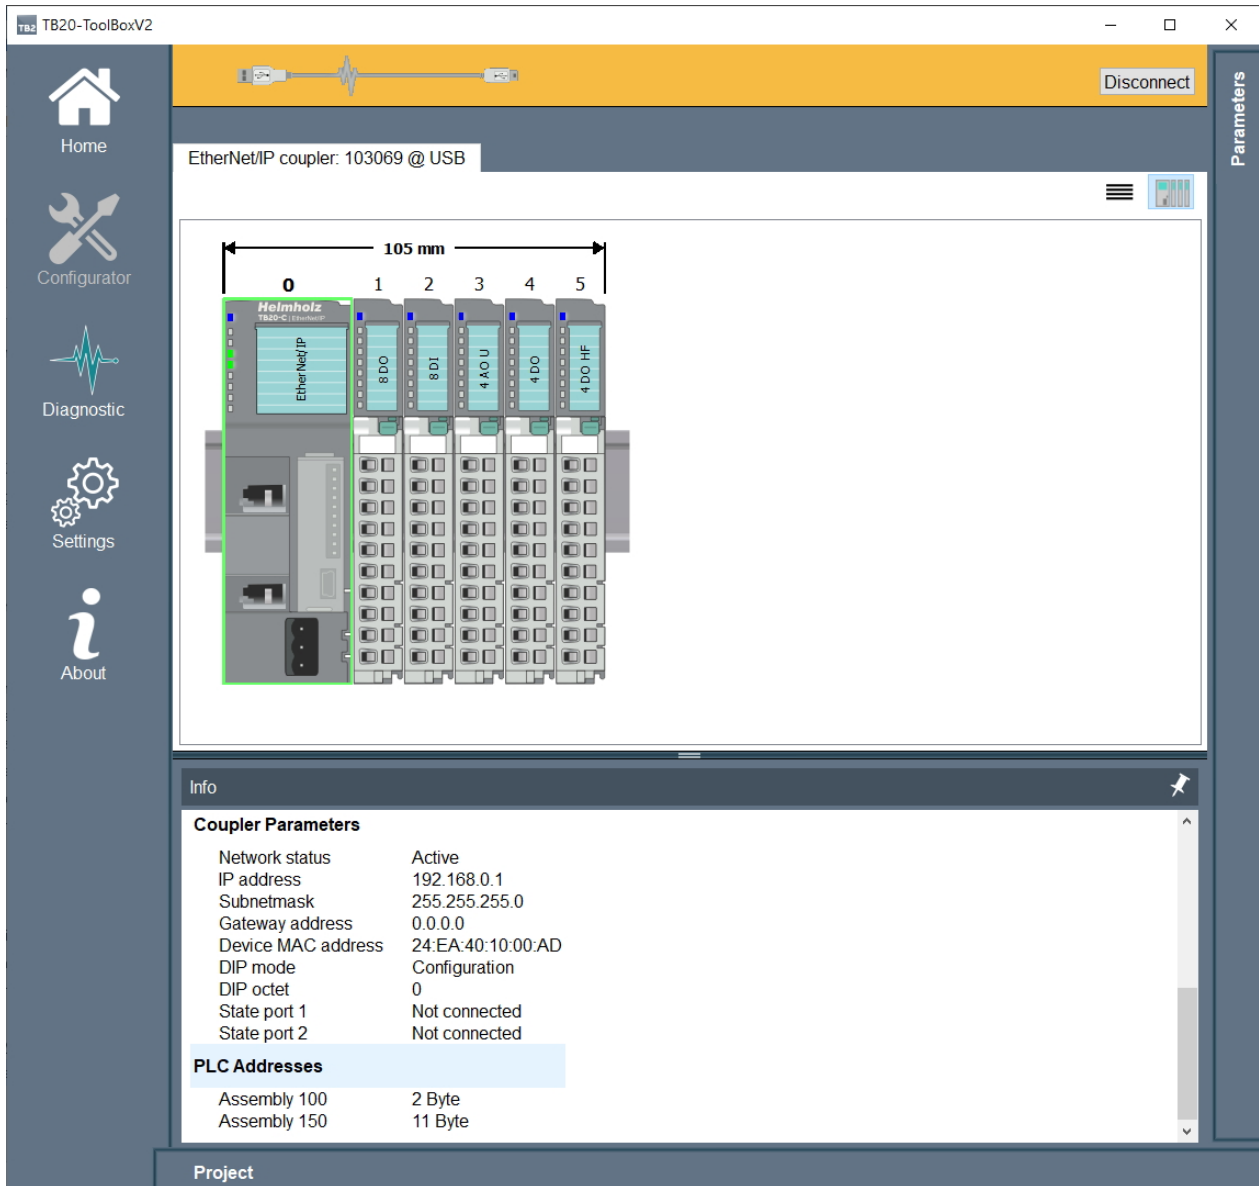 TB2 TB20-ToolBoxV2
Disconnect
Parameters
Home
EtherNet/IP coupler: 103069 @ USB
Configurator
Diagnostic
Settings
About
105 mm
0 1 2 3 4 5
Helmholz
TB20-C | EtherNet/IP
EtherNet/IP
8 DO
8 DI
4 AO U
4 DO
4 DO HF
Info
Coupler Parameters
Network status Active
IP address 192.168.0.1
Subnetmask 255.255.255.0
Gateway address 0.0.0.0
Device MAC address 24:EA:40:10:00:AD
DIP mode Configuration
DIP octet 0
State port 1 Not connected
State port 2 Not connected
PLC Addresses
Assembly 100 2 Byte
Assembly 150 11 Byte
Project